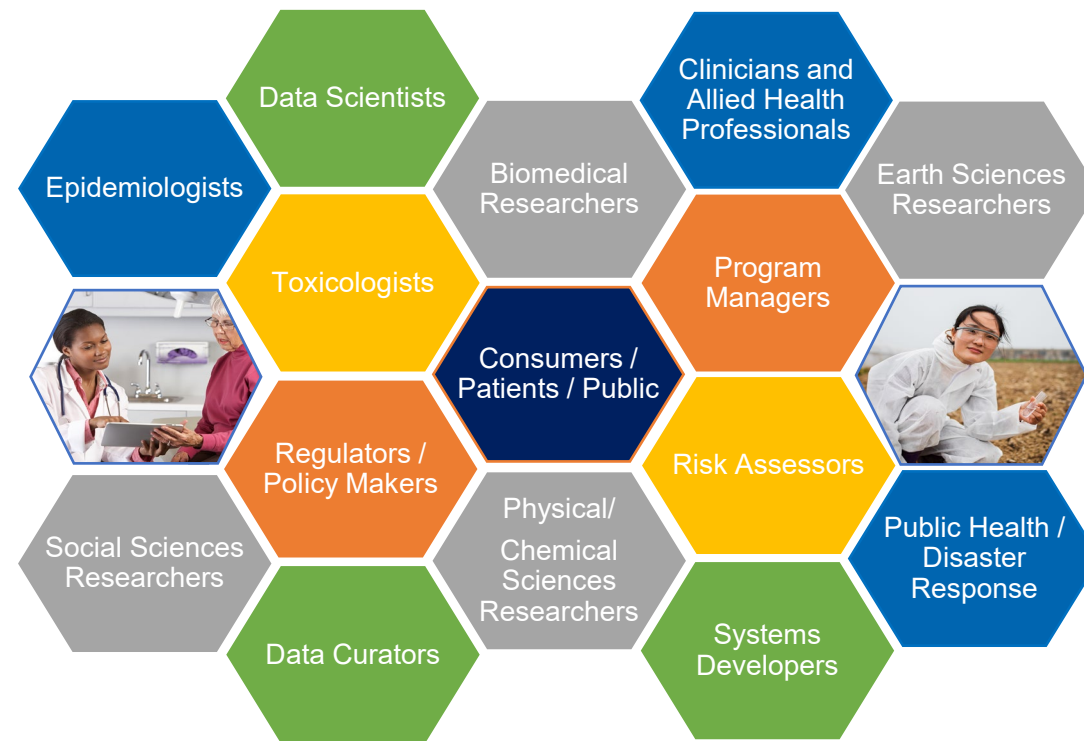 Data Scientists
Clinicians and
Allied Health
Professionals
Epidemiologists
Biomedical
Researchers
Earth Sciences
Researchers
Toxicologists
Program
Managers
Consumers /
Patients / Public
Regulators /
Policy Makers
Risk Assessors
Social Sciences
Researchers
Physical/
Chemical
Sciences
Researchers
Public Health /
Disaster
Response
Data Curators
Systems
Developers